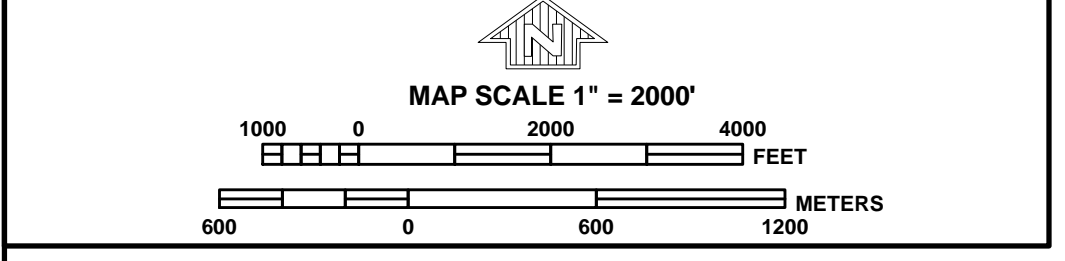 N
MAP SCALE 1" = 2000'
1000 0 2000 4000
FEET
METERS
600 0 600 1200